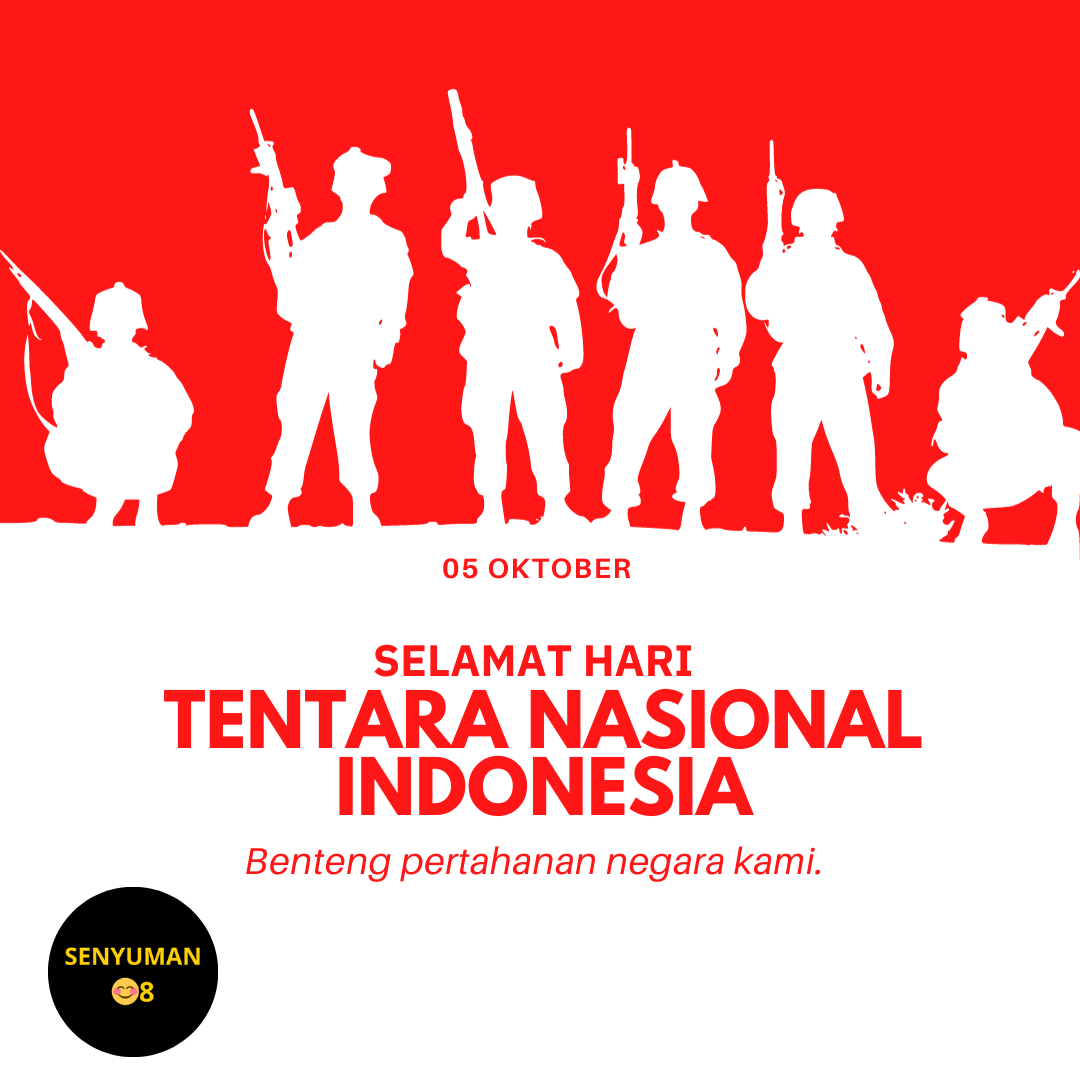 05 OKTOBER
SELAMAT HARI
TENTARA NASIONAL
INDONESIA
Benteng pertahanan negara kami.
SENYUMAN
😊8